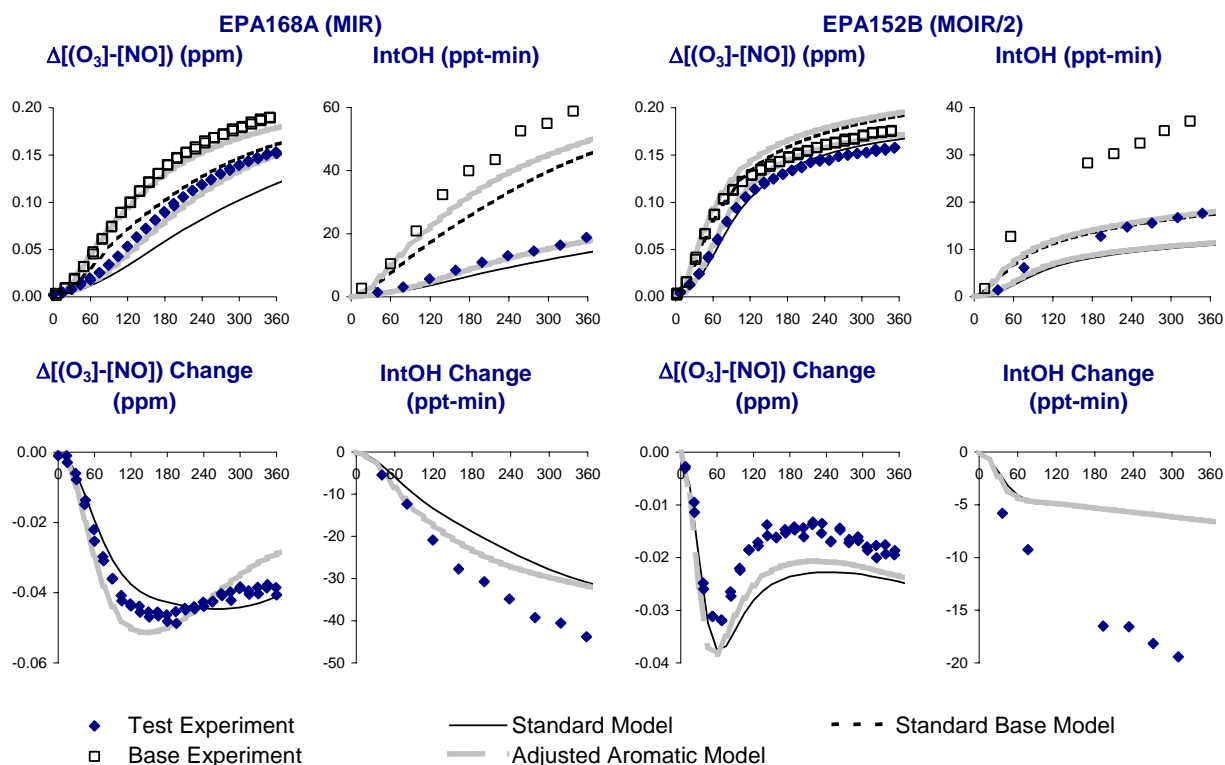 EPA168A (MIR)
EPA152B (MOIR/2)
Δ[(O3]-[NO]) (ppm)
IntOH (ppt-min)
Δ[(O3]-[NO]) (ppm)
IntOH (ppt-min)
0.20
0.15
0.10
0.05
0.00
0 60 120 180 240 300 360
60
40
20
0
0 60 120 180 240 300 360
0.20
0.15
0.10
0.05
0.00
0 60 120 180 240 300 360
40
30
20
10
0
0 60 120 180 240 300 360
Δ[(O3]-[NO]) Change
(ppm)
IntOH Change
(ppt-min)
Δ[(O3]-[NO]) Change
(ppm)
IntOH Change
(ppt-min)
0.00
-0.02
-0.04
-0.06
0 60 120 180 240 300 360
0
-10
-20
-30
-40
-50
0 60 120 180 240 300 360
0.00
-0.01
-0.02
-0.03
-0.04
0 60 120 180 240 300 360
0
-5
-10
-15
-20
0 60 120 180 240 300 360
Test Experiment
Standard Model
Standard Base Model
Base Experiment
Adjusted Aromatic Model